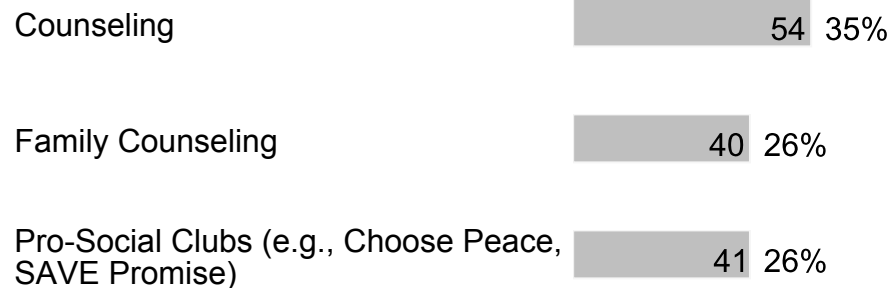 Counseling 54 35%
Family Counseling 40 26%
Pro-Social Clubs (e.g., Choose Peace,
SAVE Promise) 41 26%